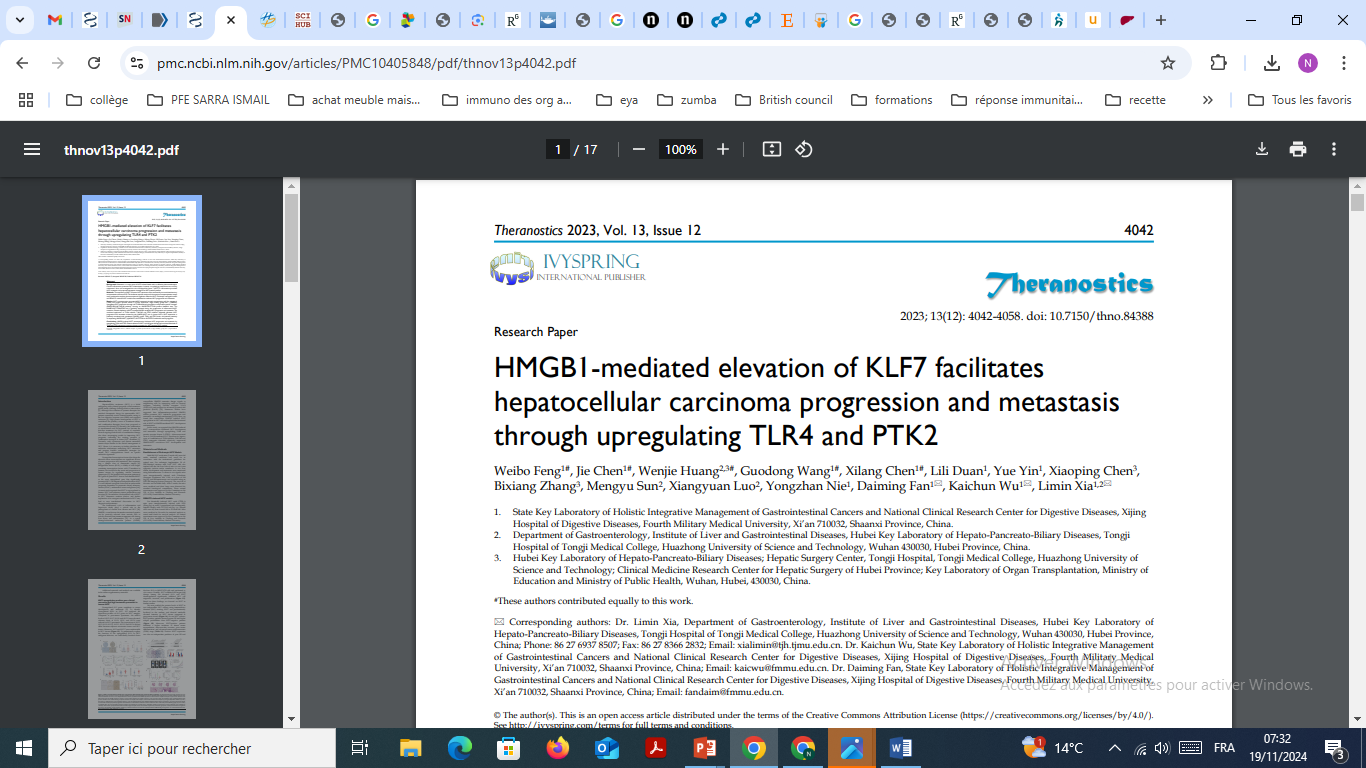 pmc.ncbi.nlm.nih.gov/articles/PMC10405848/pdf/thnov13p4042.pdf
N
collège
PFE SARRA ISMAIL
achat meuble mais...
immuno des org a...
eya
zumba
British council
formations
réponse immunitai...
recette
»
Tous les favoris
thnov13p4042.pdf
1 / 17
100%
1
2
Theranostics 2023, Vol. 13, Issue 12 4042
IVYSPRING
INTERNATIONAL PUBLISHER
Theranostics
2023; 13(12): 4042-4058. doi: 10.7150/thno.84388
Research Paper
HMGB1-mediated elevation of KLF7 facilitates
hepatocellular carcinoma progression and metastasis
through upregulating TLR4 and PTK2
Weibo Feng1#, Jie Chen1#, Wenjie Huang2,3#, Guodong Wang1#, Xilang Chen1#, Lili Duan1, Yue Yin1, Xiaoping Chen3,
Bixiang Zhang3, Mengyu Sun2, Xiangyuan Luo2, Yongzhan Nie1, Daiming Fan1✉, Kaichun Wu1✉, Limin Xia1,2✉
1. State Key Laboratory of Holistic Integrative Management of Gastrointestinal Cancers and National Clinical Research Center for Digestive Diseases, Xijing
Hospital of Digestive Diseases, Fourth Military Medical University, Xi'an 710032, Shaanxi Province, China.
2. Department of Gastroenterology, Institute of Liver and Gastrointestinal Diseases, Hubei Key Laboratory of Hepato-Pancreato-Biliary Diseases, Tongji
Hospital of Tongji Medical College, Huazhong University of Science and Technology, Wuhan 430030, Hubei Province, China.
3. Hubei Key Laboratory of Hepato-Pancreato-Biliary Diseases; Hepatic Surgery Center, Tongji Hospital, Tongji Medical College, Huazhong University of
Science and Technology; Clinical Medicine Research Center for Hepatic Surgery of Hubei Province; Key Laboratory of Organ Transplantation, Ministry of
Education and Ministry of Public Health, Wuhan, Hubei, 430030, China.
#These authors contributed equally to this work.
✉ Corresponding authors: Dr. Limin Xia, Department of Gastroenterology, Institute of Liver and Gastrointestinal Diseases, Hubei Key Laboratory of
Hepato-Pancreato-Biliary Diseases, Tongji Hospital of Tongji Medical College, Huazhong University of Science and Technology, Wuhan 430030, Hubei Province,
China; Phone: 86 27 6937 8507; Fax: 86 27 8366 2832; Email: xialimin@tjh.tjmu.edu.cn. Dr. Kaichun Wu, State Key Laboratory of Holistic Integrative Management
of Gastrointestinal Cancers and National Clinical Research Center for Digestive Diseases, Xijing Hospital of Digestive Diseases, Fourth Military Medical
University, Xi'an 710032, Shaanxi Province, China; Email: kaicwu@fmmu.edu.cn. Dr. Daiming Fan, State Key Laboratory of Holistic Integrative Management of
Gastrointestinal Cancers and National Clinical Research Center for Digestive Diseases, Xijing Hospital of Digestive Diseases, Fourth Military Medical University,
Xi'an 710032, Shaanxi Province, China; Email: fandaim@fmmu.edu.cn.
© The author(s). This is an open access article distributed under the terms of the Creative Commons Attribution License (https://creativecommons.org/licenses/by/4.0/).
See http://ivyspring.com/terms for full terms and conditions.
Activer Windows
Accédez aux paramètres pour activer Windows.
Taper ici pour rechercher
14°C
FRA
07:32
19/11/2024
3